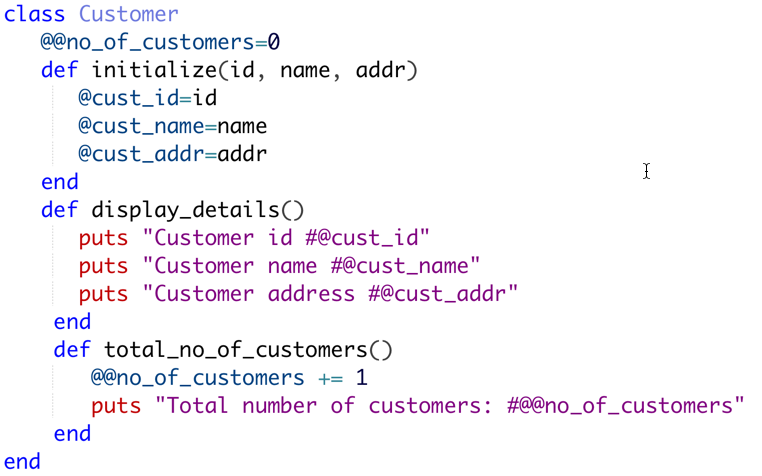 class Customer
   @@no_of_customers=0
   def initialize(id, name, addr)
      @cust_id=id
      @cust_name=name
      @cust_addr=addr
   end
   def display_details()
      puts "Customer id #@cust_id"
      puts "Customer name #@cust_name"
      puts "Customer address #@cust_addr"
    end
    def total_no_of_customers()
       @@no_of_customers += 1
       puts "Total number of customers: #@@no_of_customers"
    end
end